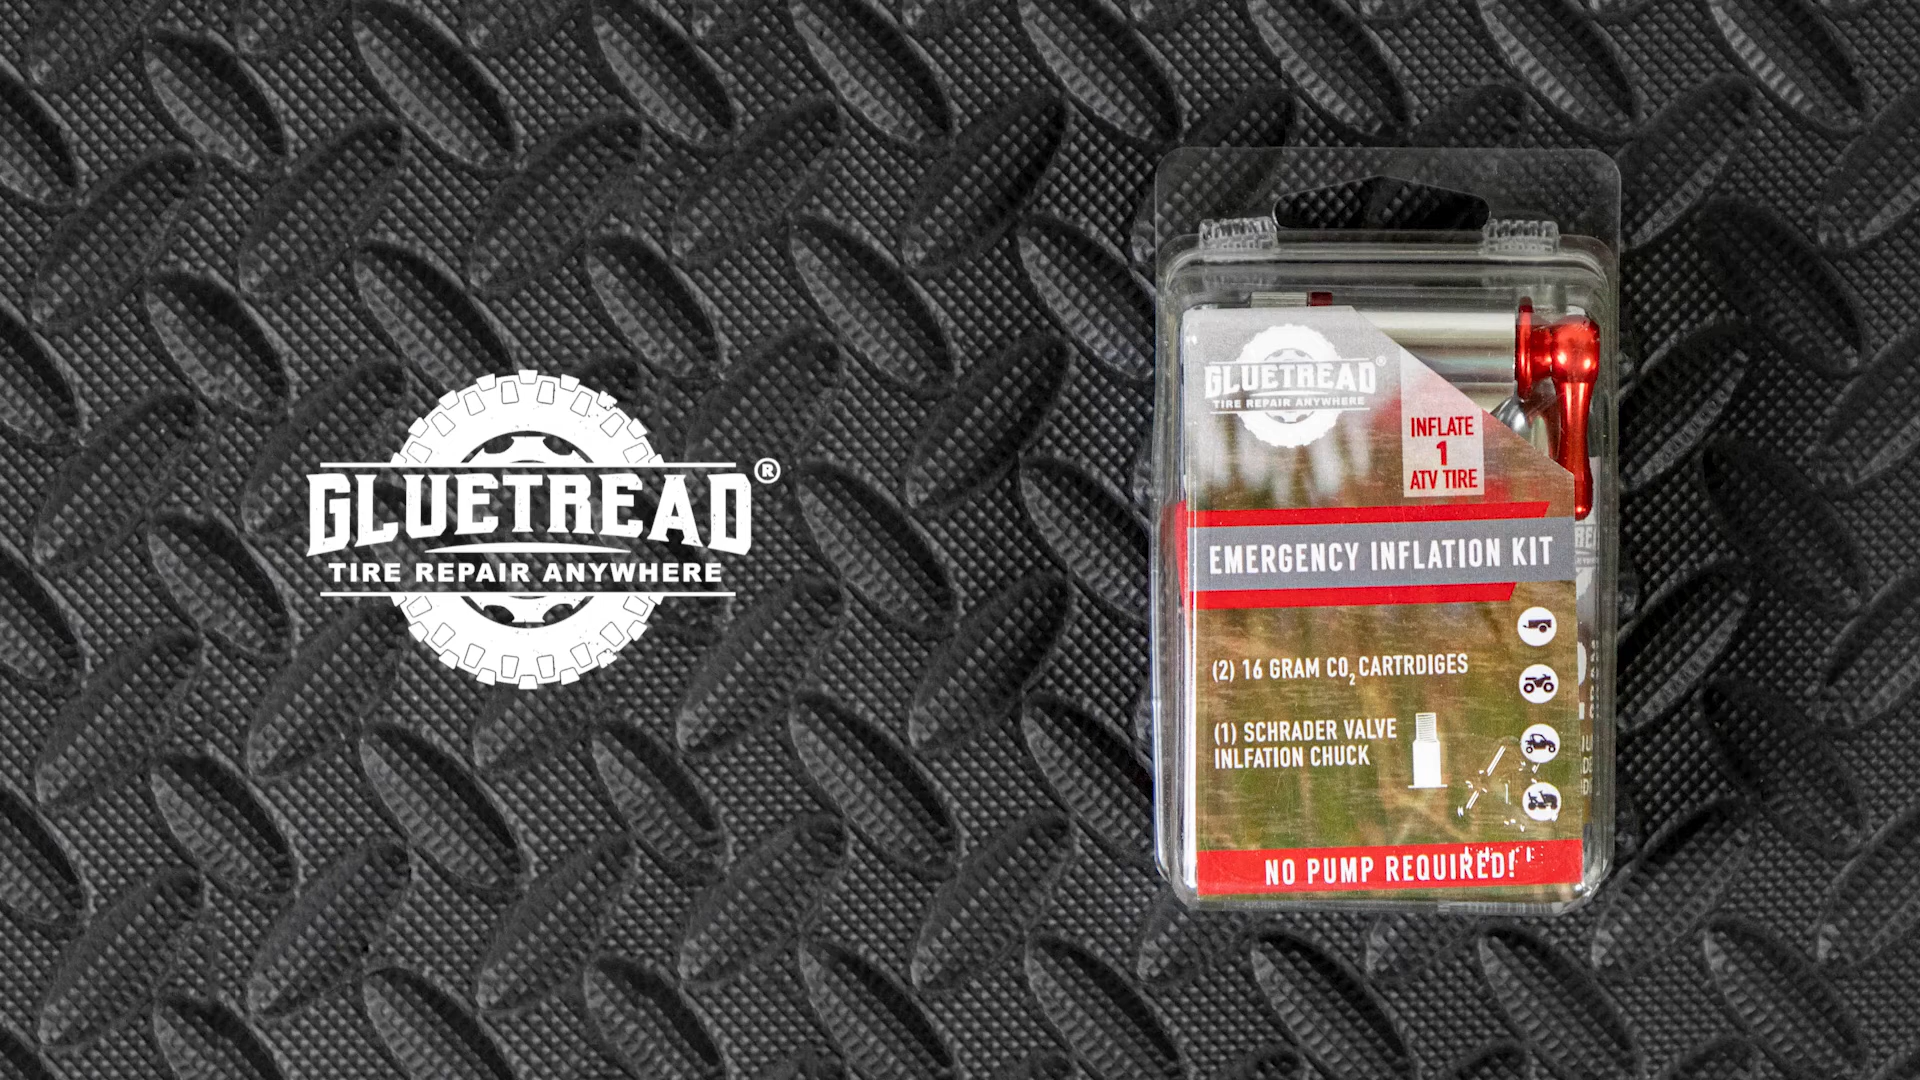 GLUETREAD®
TIRE REPAIR ANYWHERE
GLUETREAD®
TIRE REPAIR ANYWHERE
INFLATE
1
ATV TIRE
EMERGENCY INFLATION KIT
(2) 16 GRAM CO2 CARTRDIGES
(1) SCHRADER VALVE
INLFATION CHUCK
NO PUMP REQUIRED!